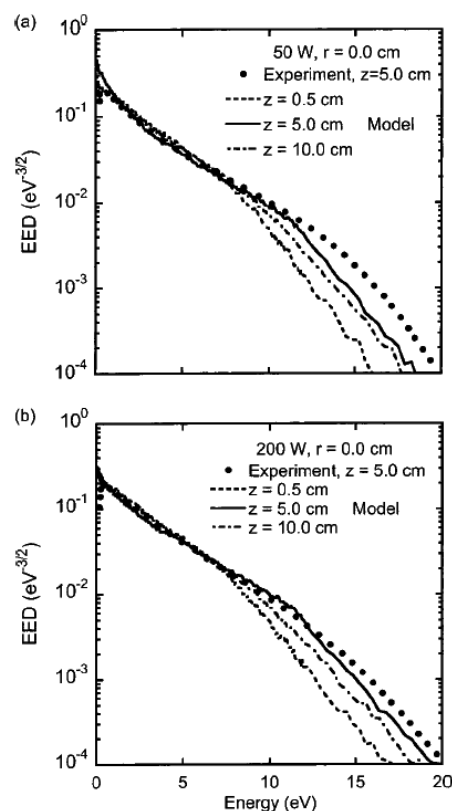 (a)
10^0
50 W, r = 0.0 cm
Experiment, z=5.0 cm
z = 0.5 cm
z = 5.0 cm Model
z = 10.0 cm
10^-1
EED (eV^-3/2)
10^-2
10^-3
10^-4
0 5 10 15 20
(b)
10^0
200 W, r = 0.0 cm
Experiment, z = 5.0 cm
z = 0.5 cm
z = 5.0 cm Model
z = 10.0 cm
10^-1
EED (eV^-3/2)
10^-2
10^-3
10^-4
0 5 10 15 20
Energy (eV)